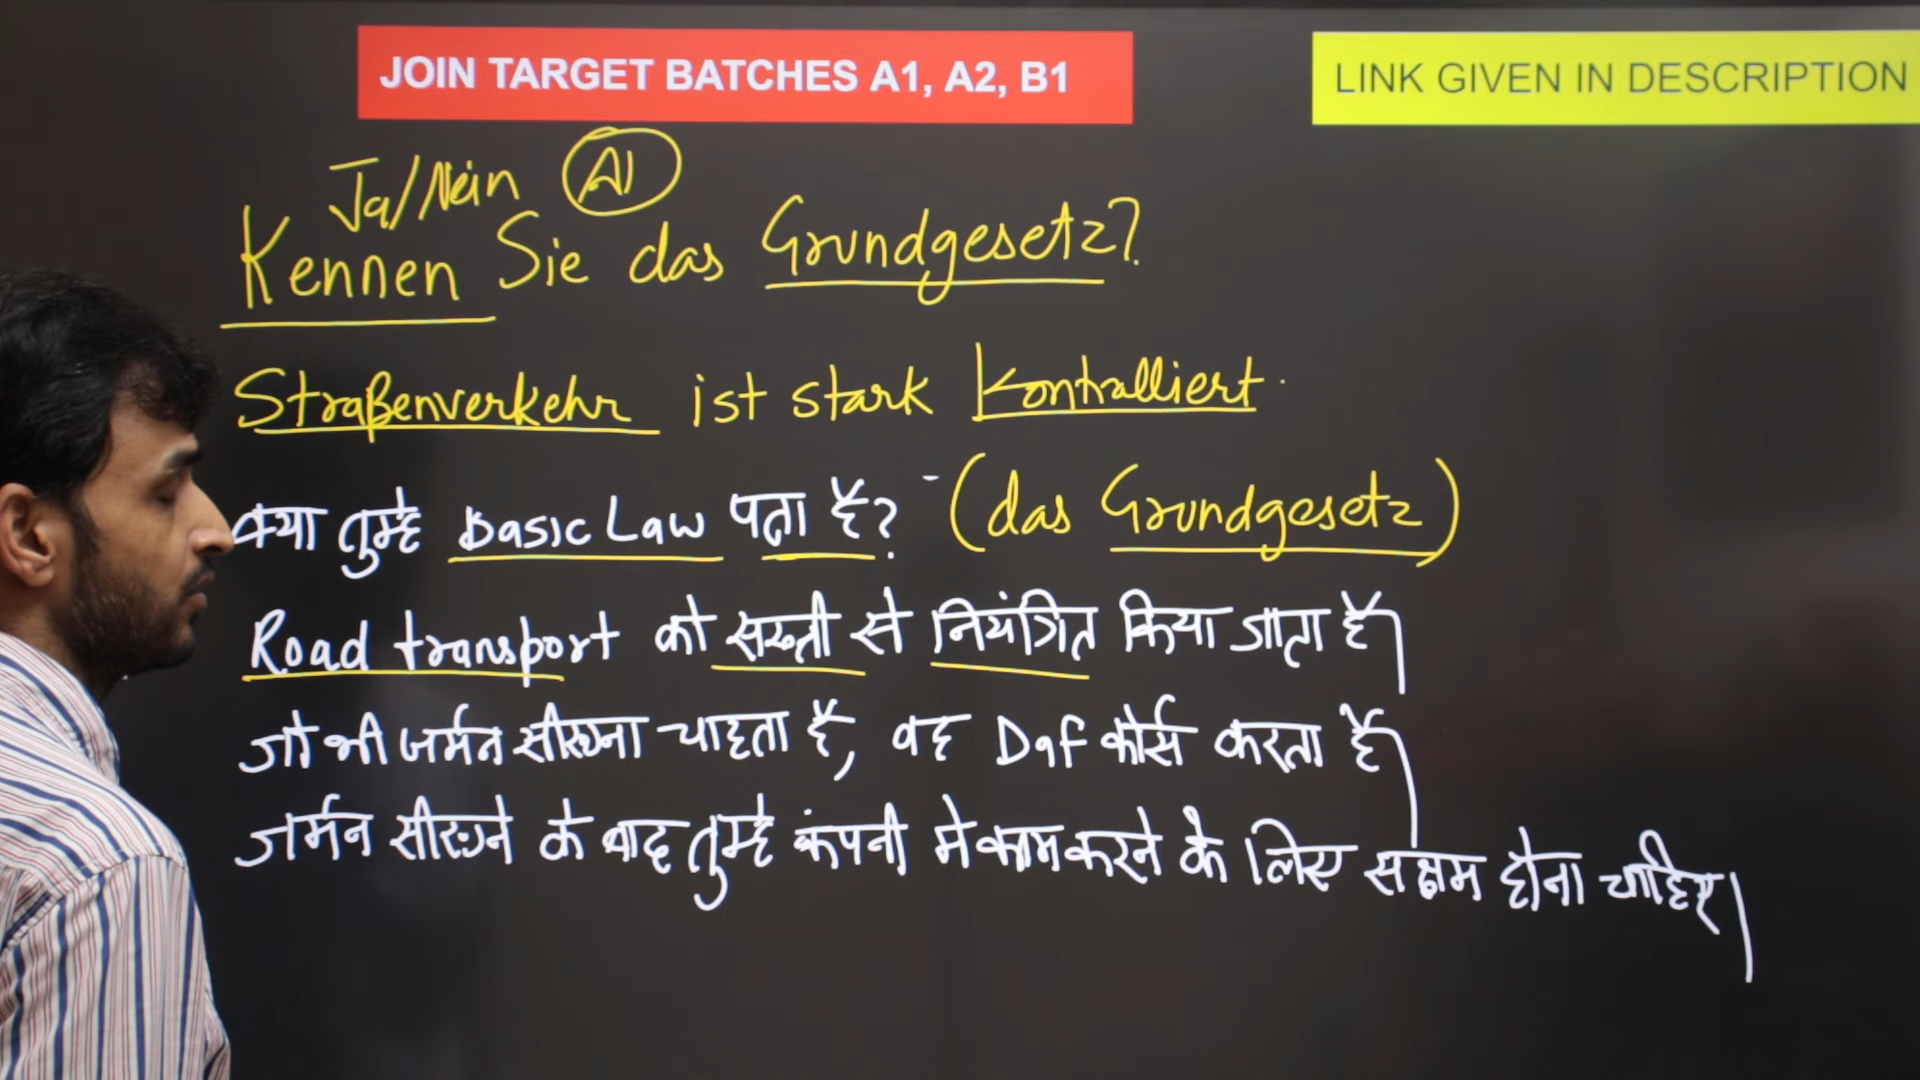 JOIN TARGET BATCHES A1, A2, B1
LINK GIVEN IN DESCRIPTION
Ja/Nein A1
Kennen Sie das Grundgesetz?
Straßenverkehr ist stark Kontralliert.
क्या तुम्हे Basic Law पता है? (das Grundgesetz)
Road transport को सख्ती से नियंत्रित किया जाता है।
जो भी जर्मन सीखना चाहता है, वह Daf कोर्स करता है।
जर्मन सीखने के बाद तुम्हे कंपनी मे काम करने के लिए सक्षम होना चाहिए।